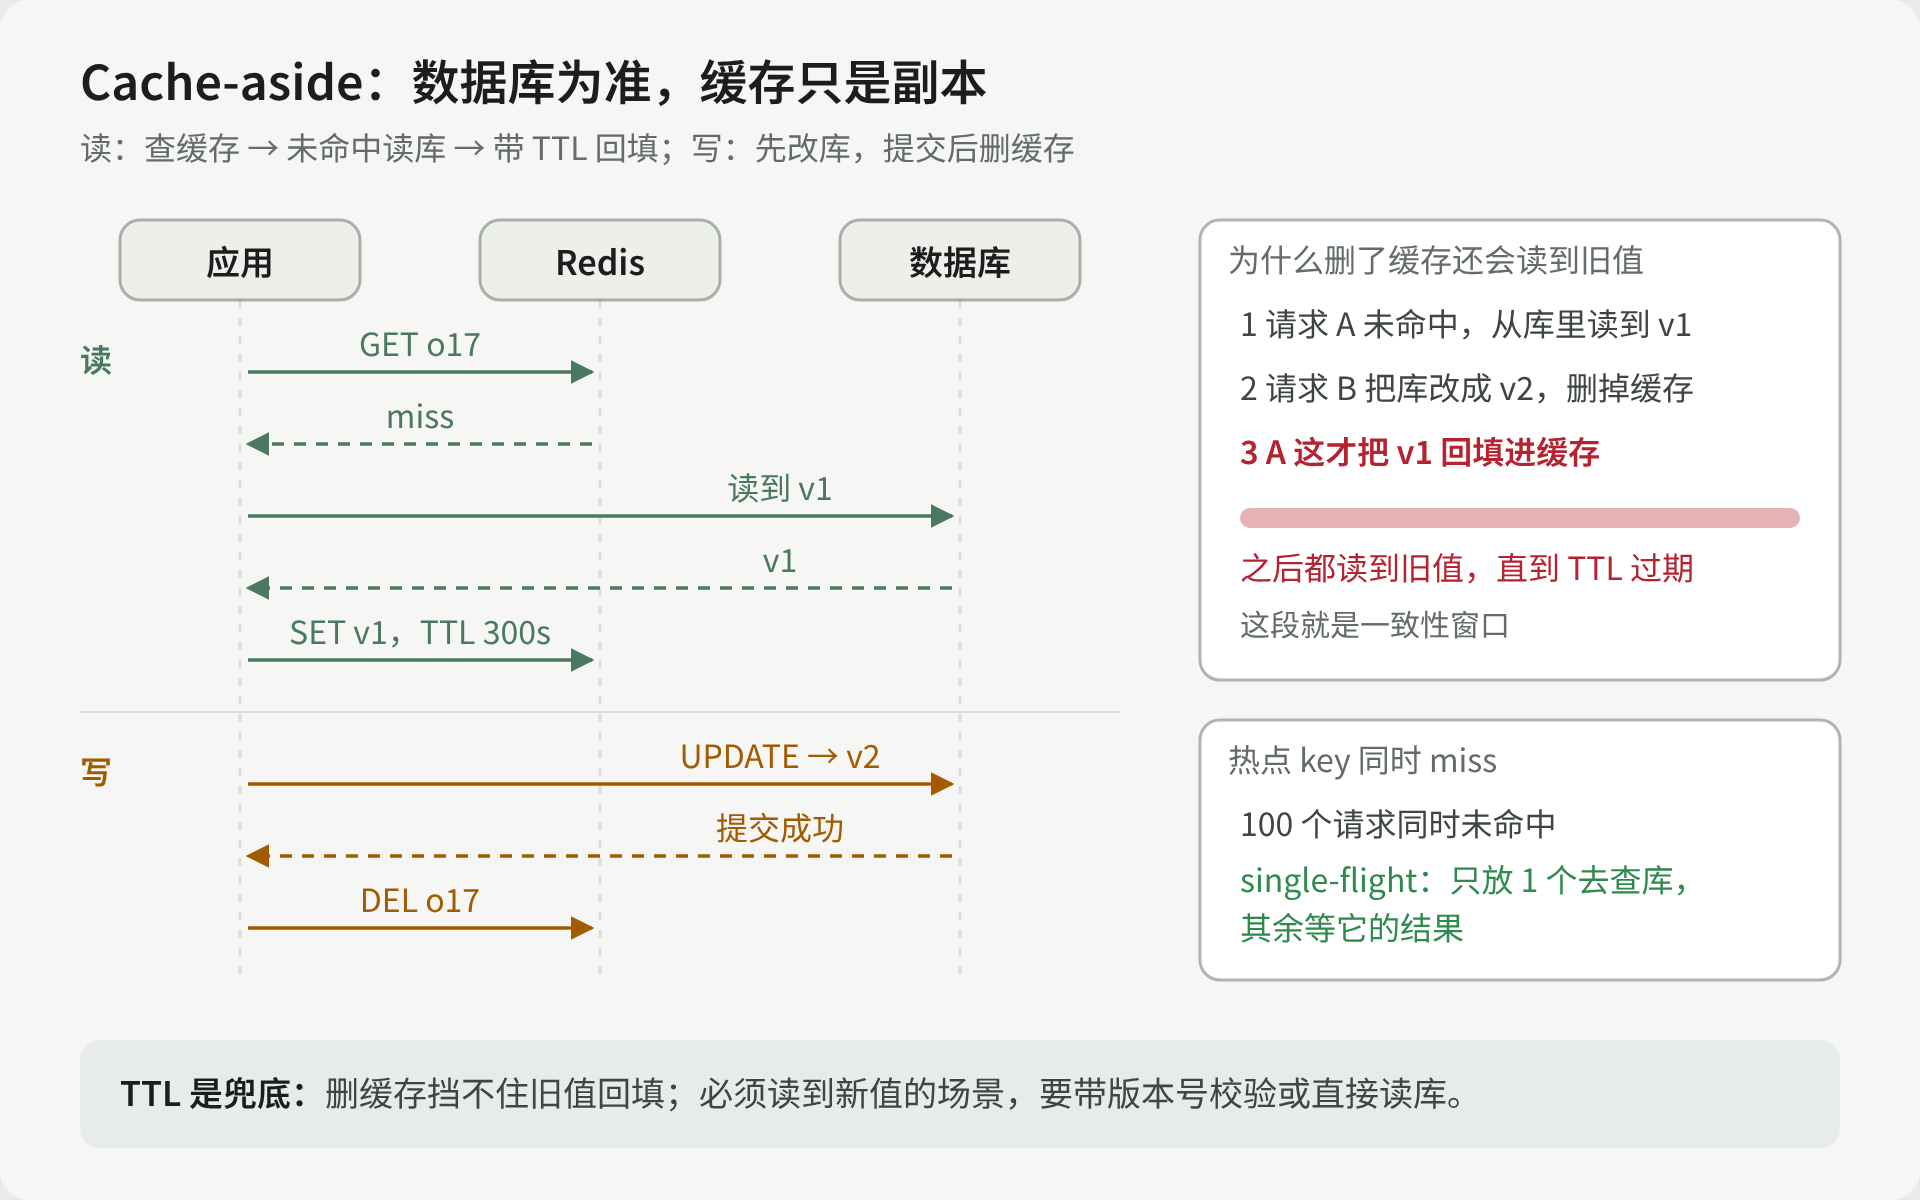 Cache-aside：数据库为准，缓存只是副本
读：查缓存 → 未命中读库 → 带 TTL 回填；写：先改库，提交后删缓存
应用
Redis
数据库
读
GET o17
miss
读到 v1
v1
SET v1，TTL 300s
写
UPDATE → v2
提交成功
DEL o17
为什么删了缓存还会读到旧值
1 请求 A 未命中，从库里读到 v1
2 请求 B 把库改成 v2，删掉缓存
3 A 这才把 v1 回填进缓存
之后都读到旧值，直到 TTL 过期
这段就是一致性窗口
热点 key 同时 miss
100 个请求同时未命中
single-flight：只放 1 个去查库，
其余等它的结果
TTL 是兜底：删缓存挡不住旧值回填；必须读到新值的场景，要带版本号校验或直接读库。